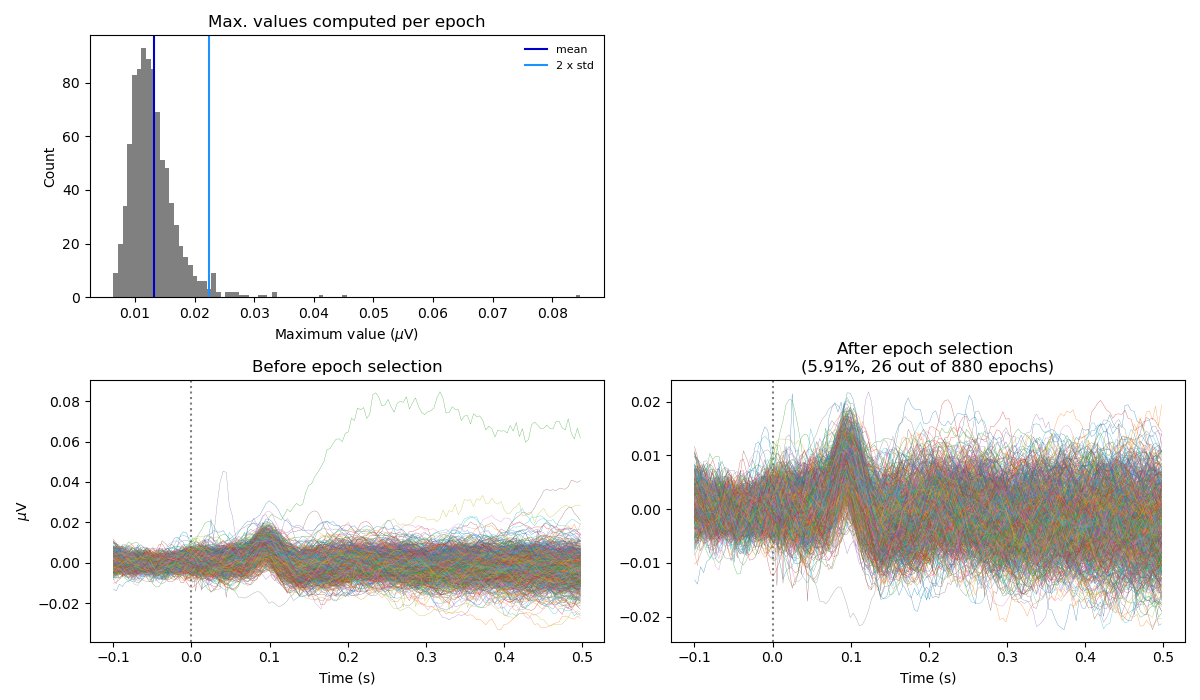 Max. values computed per epoch
mean
2 x std
80
60
40
20
0
Count
0.01 0.02 0.03 0.04 0.05 0.06 0.07 0.08
Maximum value (μV)
Before epoch selection
0.08
0.06
0.04
0.02
0.00
−0.02
μV
−0.1 0.0 0.1 0.2 0.3 0.4 0.5
Time (s)
After epoch selection
(5.91%, 26 out of 880 epochs)
0.02
0.01
0.00
−0.01
−0.02
−0.1 0.0 0.1 0.2 0.3 0.4 0.5
Time (s)